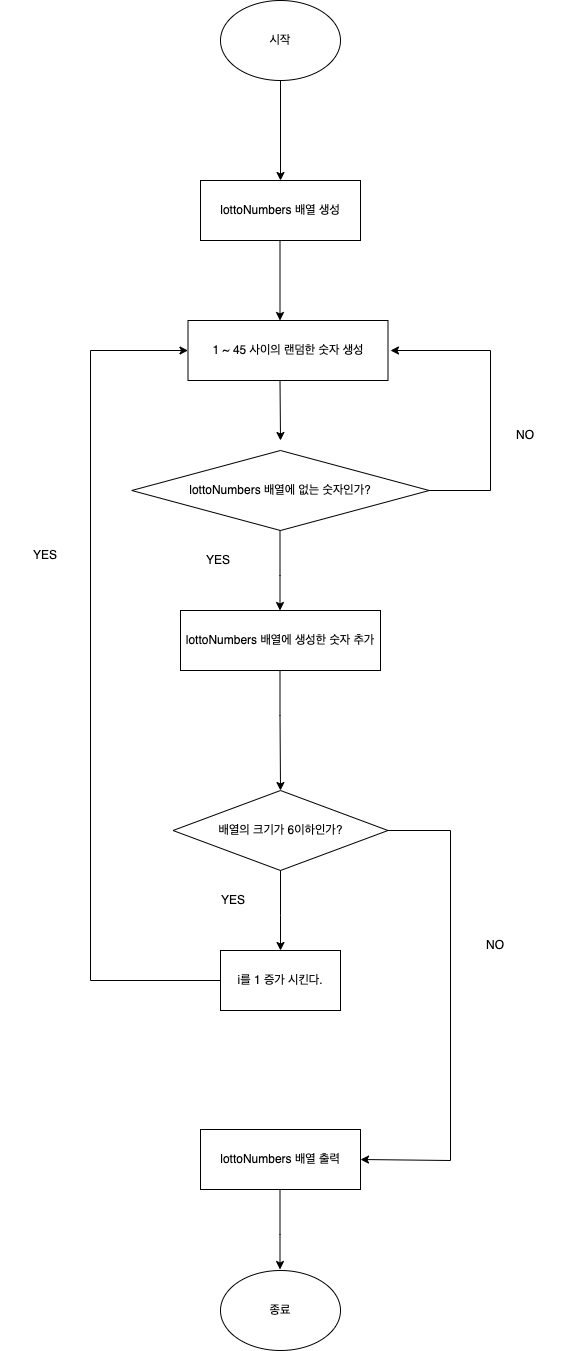 시작
lottoNumbers 배열 생성
1 ~ 45 사이의 랜덤한 숫자 생성
NO
lottoNumbers 배열에 없는 숫자인가?
YES
YES
lottoNumbers 배열에 생성한 숫자 추가
배열의 크기가 6이하인가?
YES
NO
i를 1 증가 시킨다.
lottoNumbers 배열 출력
종료